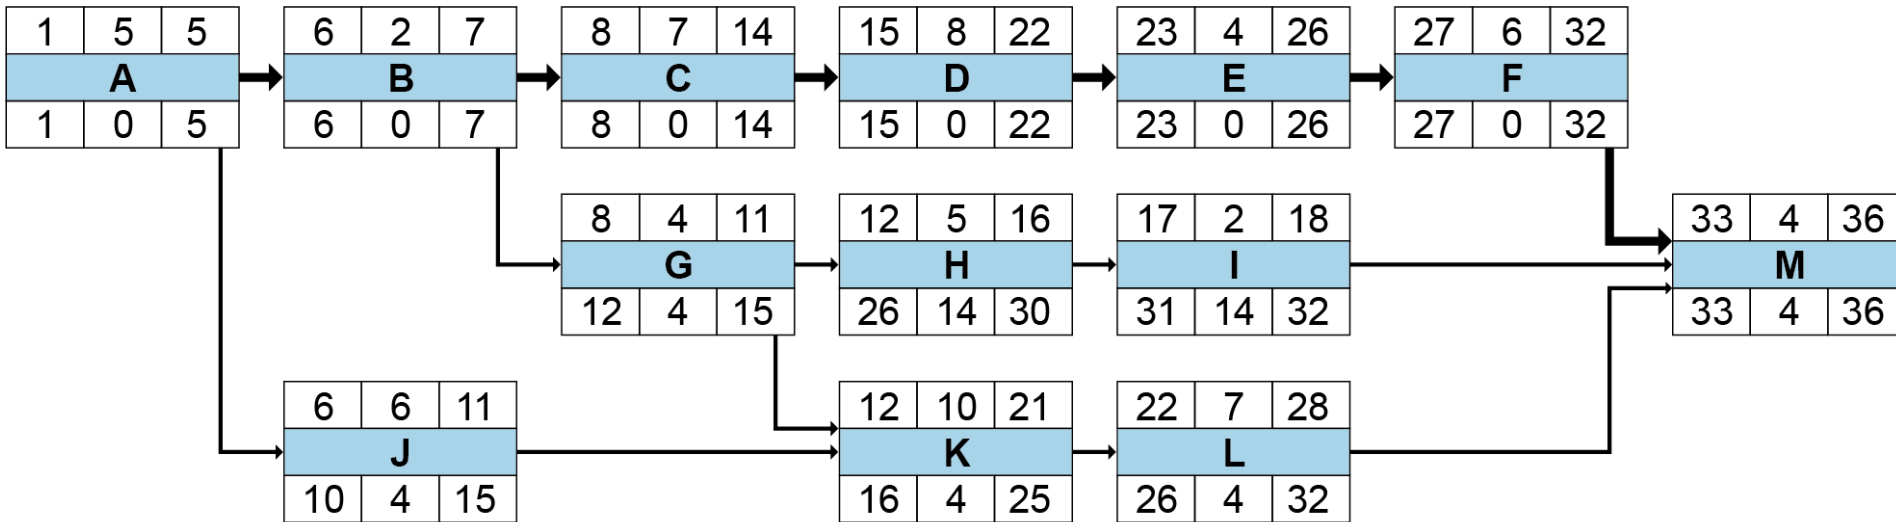 1 5 5
A
1 0 5
6 2 7
B
6 0 7
8 7 14
C
8 0 14
15 8 22
D
15 0 22
23 4 26
E
23 0 26
27 6 32
F
27 0 32
8 4 11
G
12 4 15
12 5 16
H
26 14 30
17 2 18
I
31 14 32
33 4 36
M
33 4 36
6 6 11
J
10 4 15
12 10 21
K
16 4 25
22 7 28
L
26 4 32